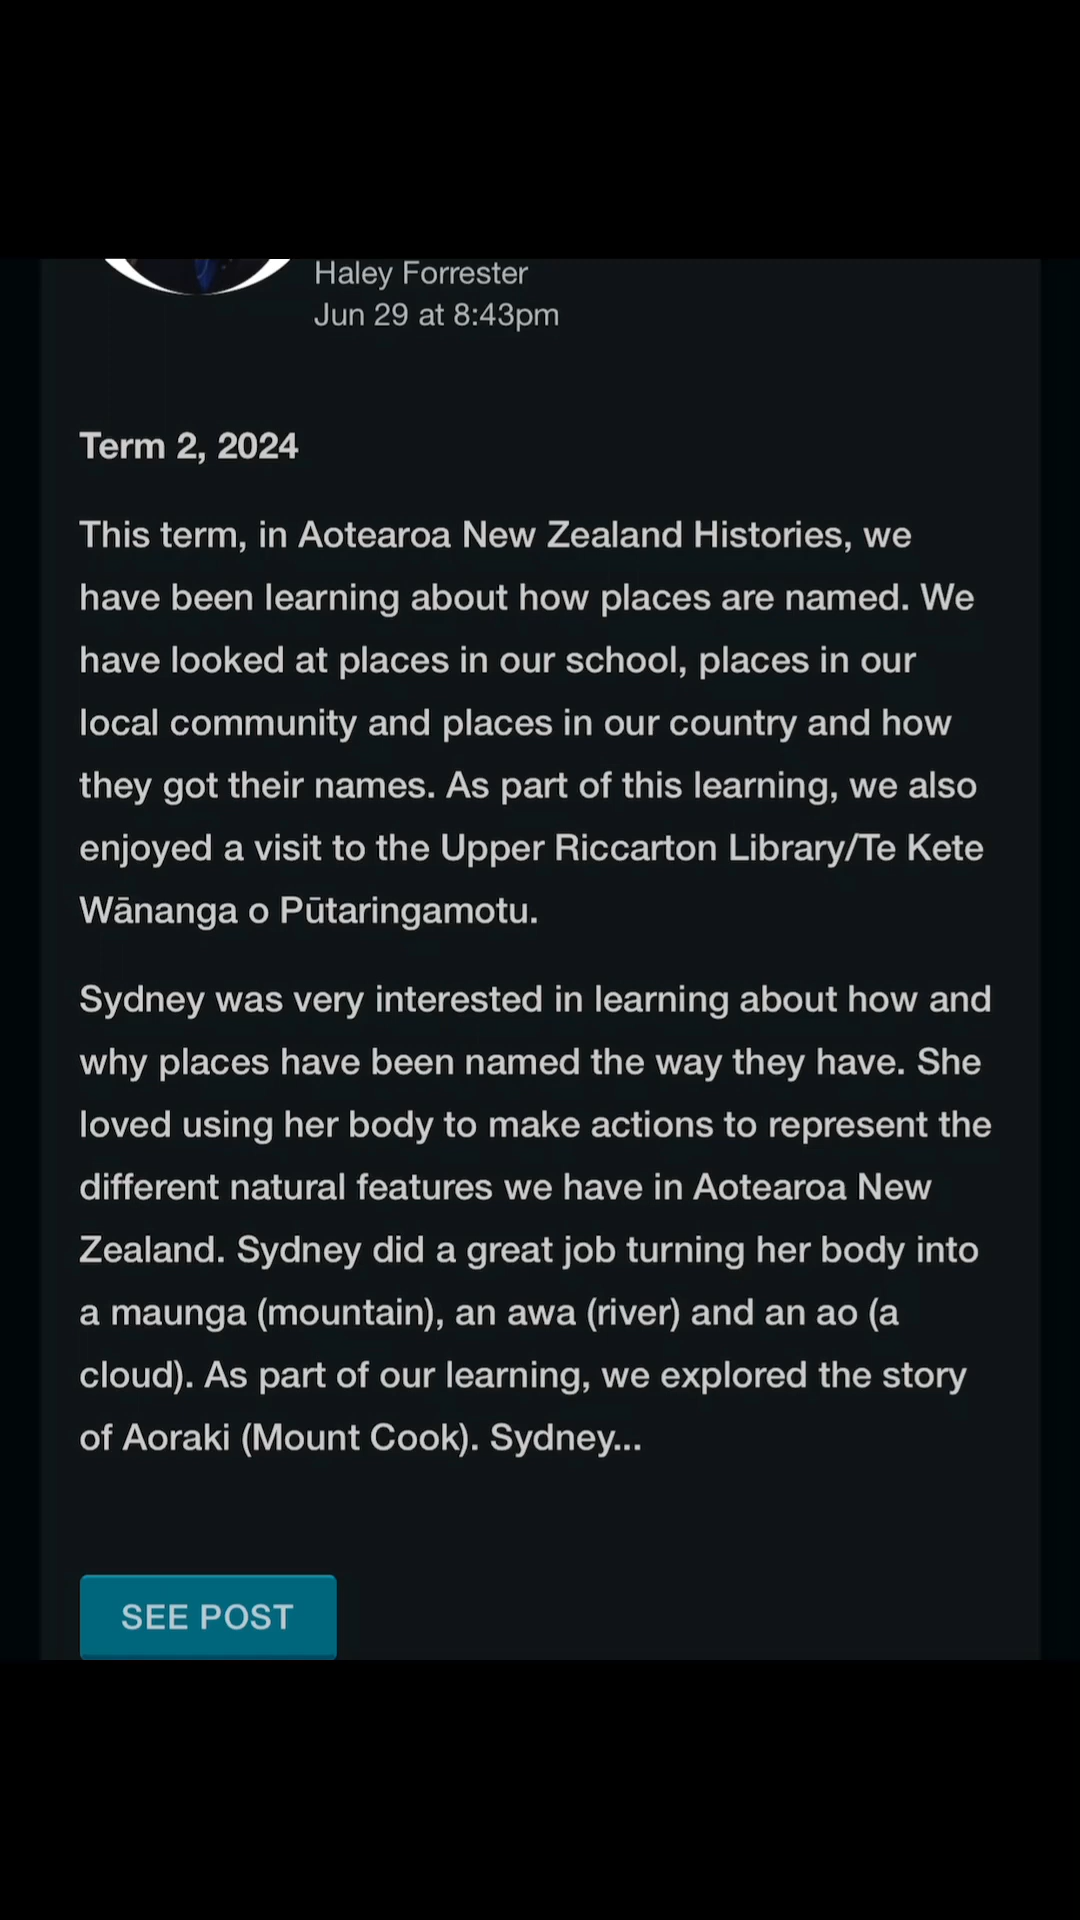 Haley Forrester
Jun 29 at 8:43pm
Term 2, 2024
This term, in Aotearoa New Zealand Histories, we
have been learning about how places are named. We
have looked at places in our school, places in our
local community and places in our country and how
they got their names. As part of this learning, we also
enjoyed a visit to the Upper Riccarton Library/Te Kete
Wānanga o Pūtaringamotu.
Sydney was very interested in learning about how and
why places have been named the way they have. She
loved using her body to make actions to represent the
different natural features we have in Aotearoa New
Zealand. Sydney did a great job turning her body into
a maunga (mountain), an awa (river) and an ao (a
cloud). As part of our learning, we explored the story
of Aoraki (Mount Cook). Sydney...
SEE POST